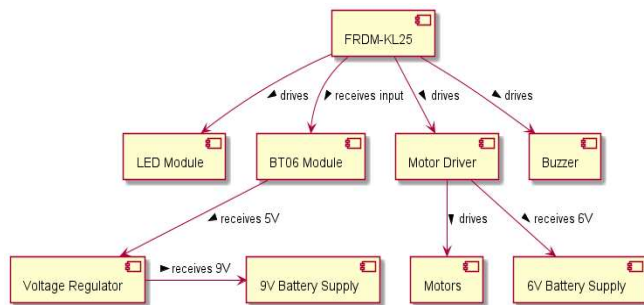 FRDM-KL25
drives
receives input
drives
drives
LED Module
BT06 Module
Motor Driver
Buzzer
receives 5V
drives
receives 6V
Voltage Regulator
receives 9V
9V Battery Supply
Motors
6V Battery Supply